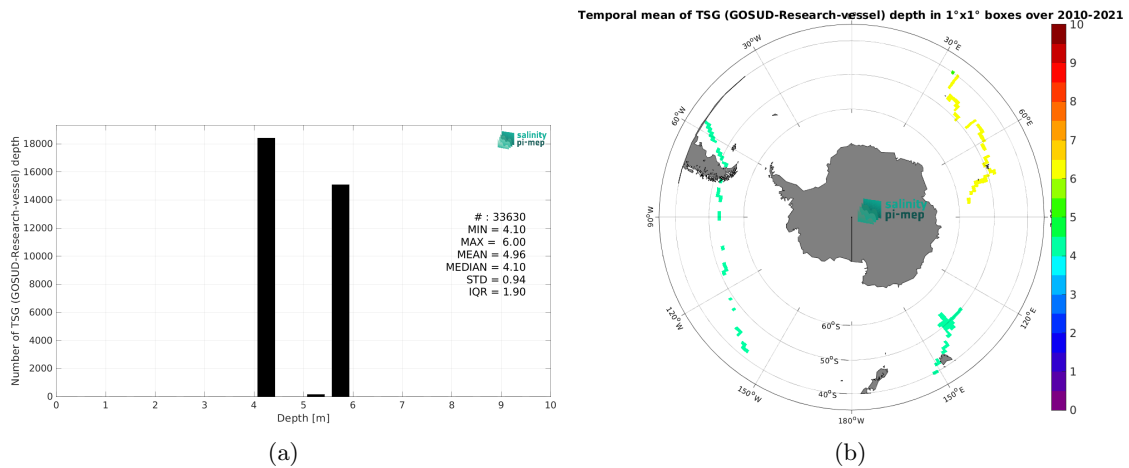 Number of TSG (GOSUD-Research-vessel) depth
18000
16000
14000
12000
10000
8000
6000
4000
2000
0
0 1 2 3 4 5 6 7 8 9 10
Depth [m]
salinity
pi-mep
# : 33630
MIN = 4.10
MAX = 6.00
MEAN = 4.96
MEDIAN = 4.10
STD = 0.94
IQR = 1.90
(a)
Temporal mean of TSG (GOSUD-Research-vessel) depth in 1°x1° boxes over 2010-2021
30°W
30°E
60°W
60°E
90°W
salinity
pi-mep
120°W
120°E
150°W
150°E
180°W
60°S
50°S
40°S
10
9
8
7
6
5
4
3
2
1
0
(b)